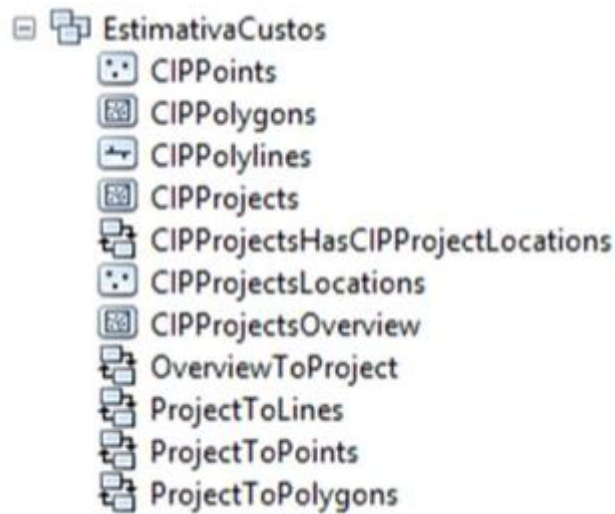 EstimativaCustos
CIPPoints
CIPPolygons
CIPPolylines
CIPProjects
CIPProjectsHasCIPProjectLocations
CIPProjectsLocations
CIPProjectsOverview
OverviewToProject
ProjectToLines
ProjectToPoints
ProjectToPolygons